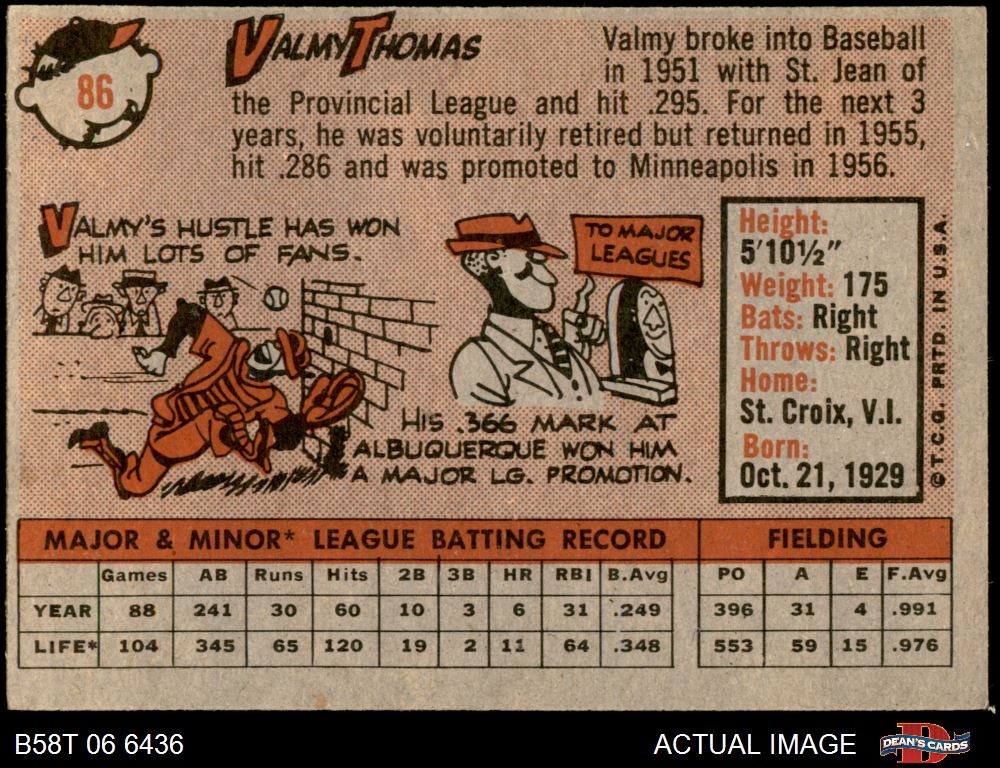 86
VALMY THOMAS
Valmy broke into Baseball
in 1951 with St. Jean of
the Provincial League and hit .295. For the next 3
years, he was voluntarily retired but returned in 1955,
hit .286 and was promoted to Minneapolis in 1956.
VALMY'S HUSTLE HAS WON
HIM LOTS OF FANS.
TO MAJOR
LEAGUES
HIS .366 MARK AT
ALBUQUERQUE WON HIM
A MAJOR LG. PROMOTION.
Height:
5'10½"
Weight: 175
Bats: Right
Throws: Right
Home:
St. Croix, V.I.
Born:
Oct. 21, 1929
© T.C.G. PRTD. IN U.S.A.
MAJOR & MINOR* LEAGUE BATTING RECORD FIELDING
Games AB Runs Hits 2B 3B HR RBI B.Avg PO A E F.Avg
YEAR 88 241 30 60 10 3 6 31 .249 396 31 4 .991
LIFE* 104 345 65 120 19 2 11 64 .348 553 59 15 .976
B58T 06 6436 ACTUAL IMAGE DEAN'S CARDS